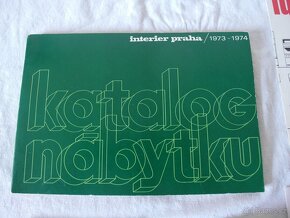 interier praha / 1973 - 1974
katalog
nábytku